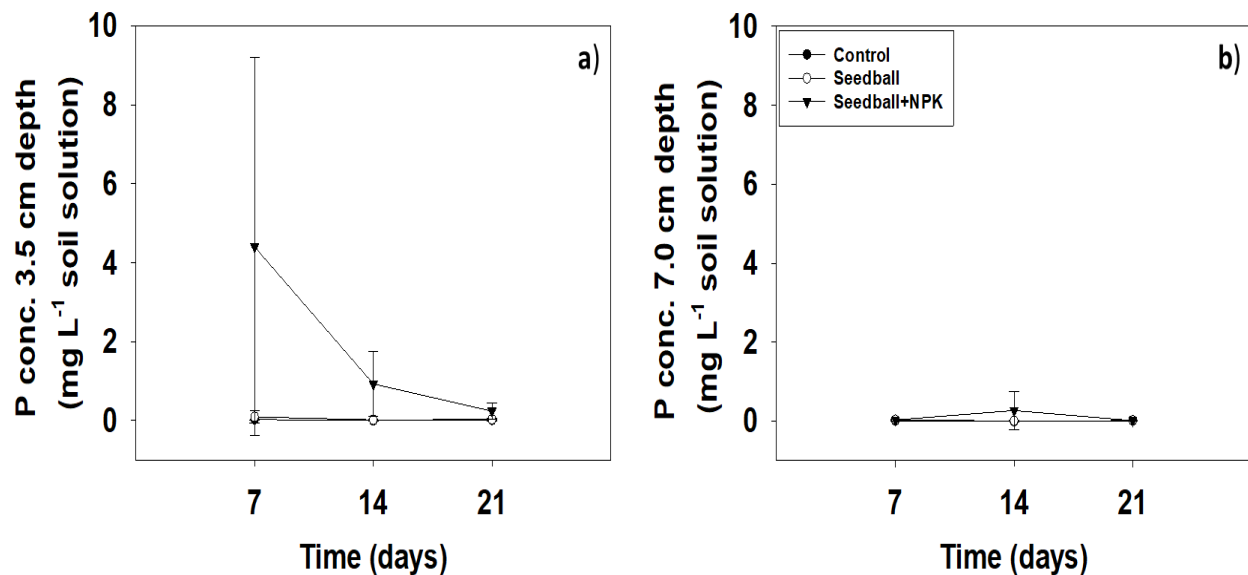 P conc. 3.5 cm depth
(mg L⁻¹ soil solution)
10
8
6
4
2
0
a)
7 14 21
Time (days)
P conc. 7.0 cm depth
(mg L⁻¹ soil solution)
10
8
6
4
2
0
Control
Seedball
Seedball+NPK
b)
7 14 21
Time (days)